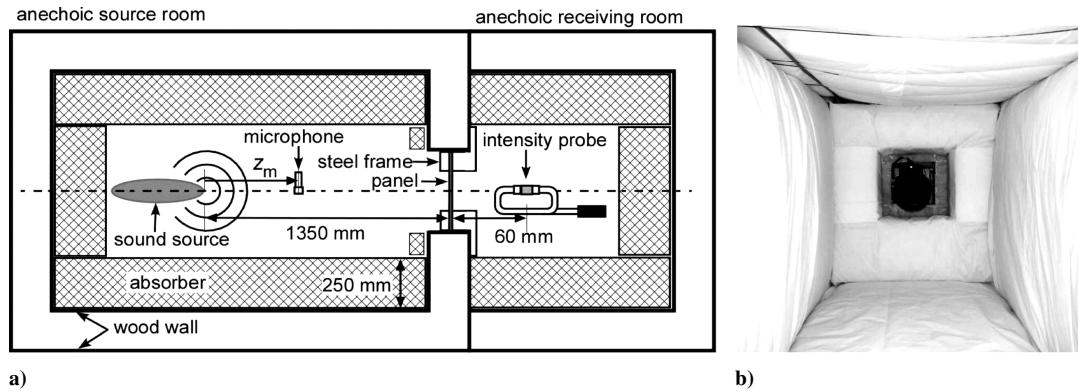 anechoic source room
anechoic receiving room
microphone
intensity probe
zm
steel frame
panel
sound source
1350 mm
60 mm
absorber
250 mm
wood wall
a)
b)